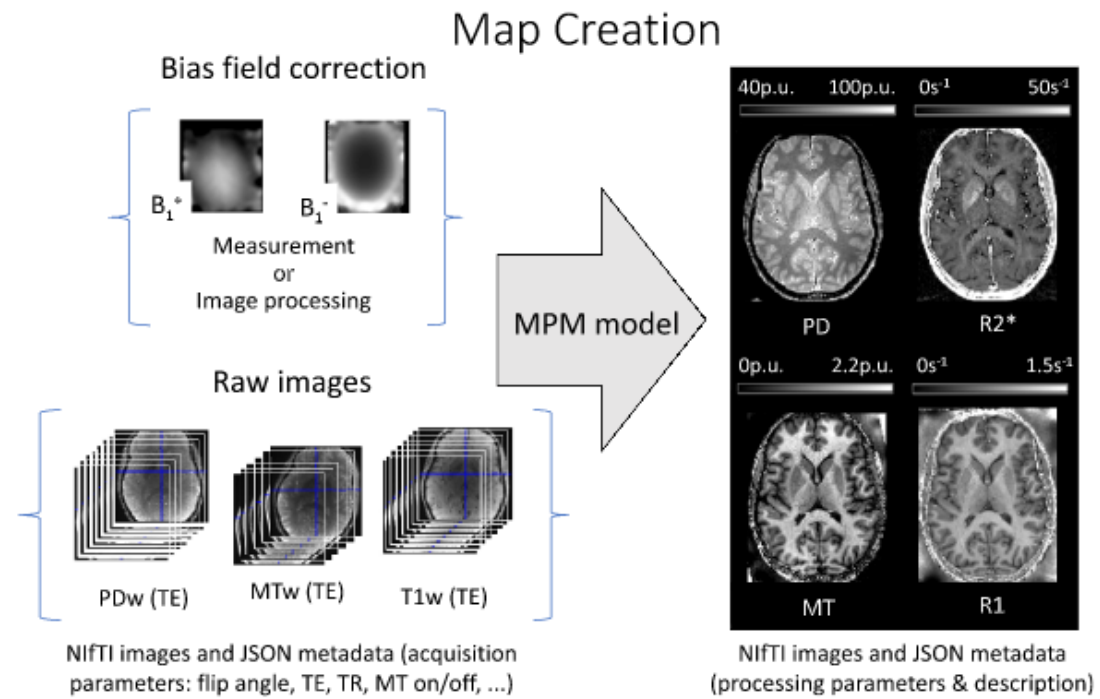 Map Creation
Bias field correction
B₁⁺
B₁⁻
Measurement
or
Image processing
Raw images
PDw (TE)
MTw (TE)
T1w (TE)
NIfTI images and JSON metadata (acquisition
parameters: flip angle, TE, TR, MT on/off, ...)
MPM model
40p.u. 100p.u.
0s⁻¹ 50s⁻¹
PD
R2*
0p.u. 2.2p.u.
0s⁻¹ 1.5s⁻¹
MT
R1
NIfTI images and JSON metadata
(processing parameters & description)